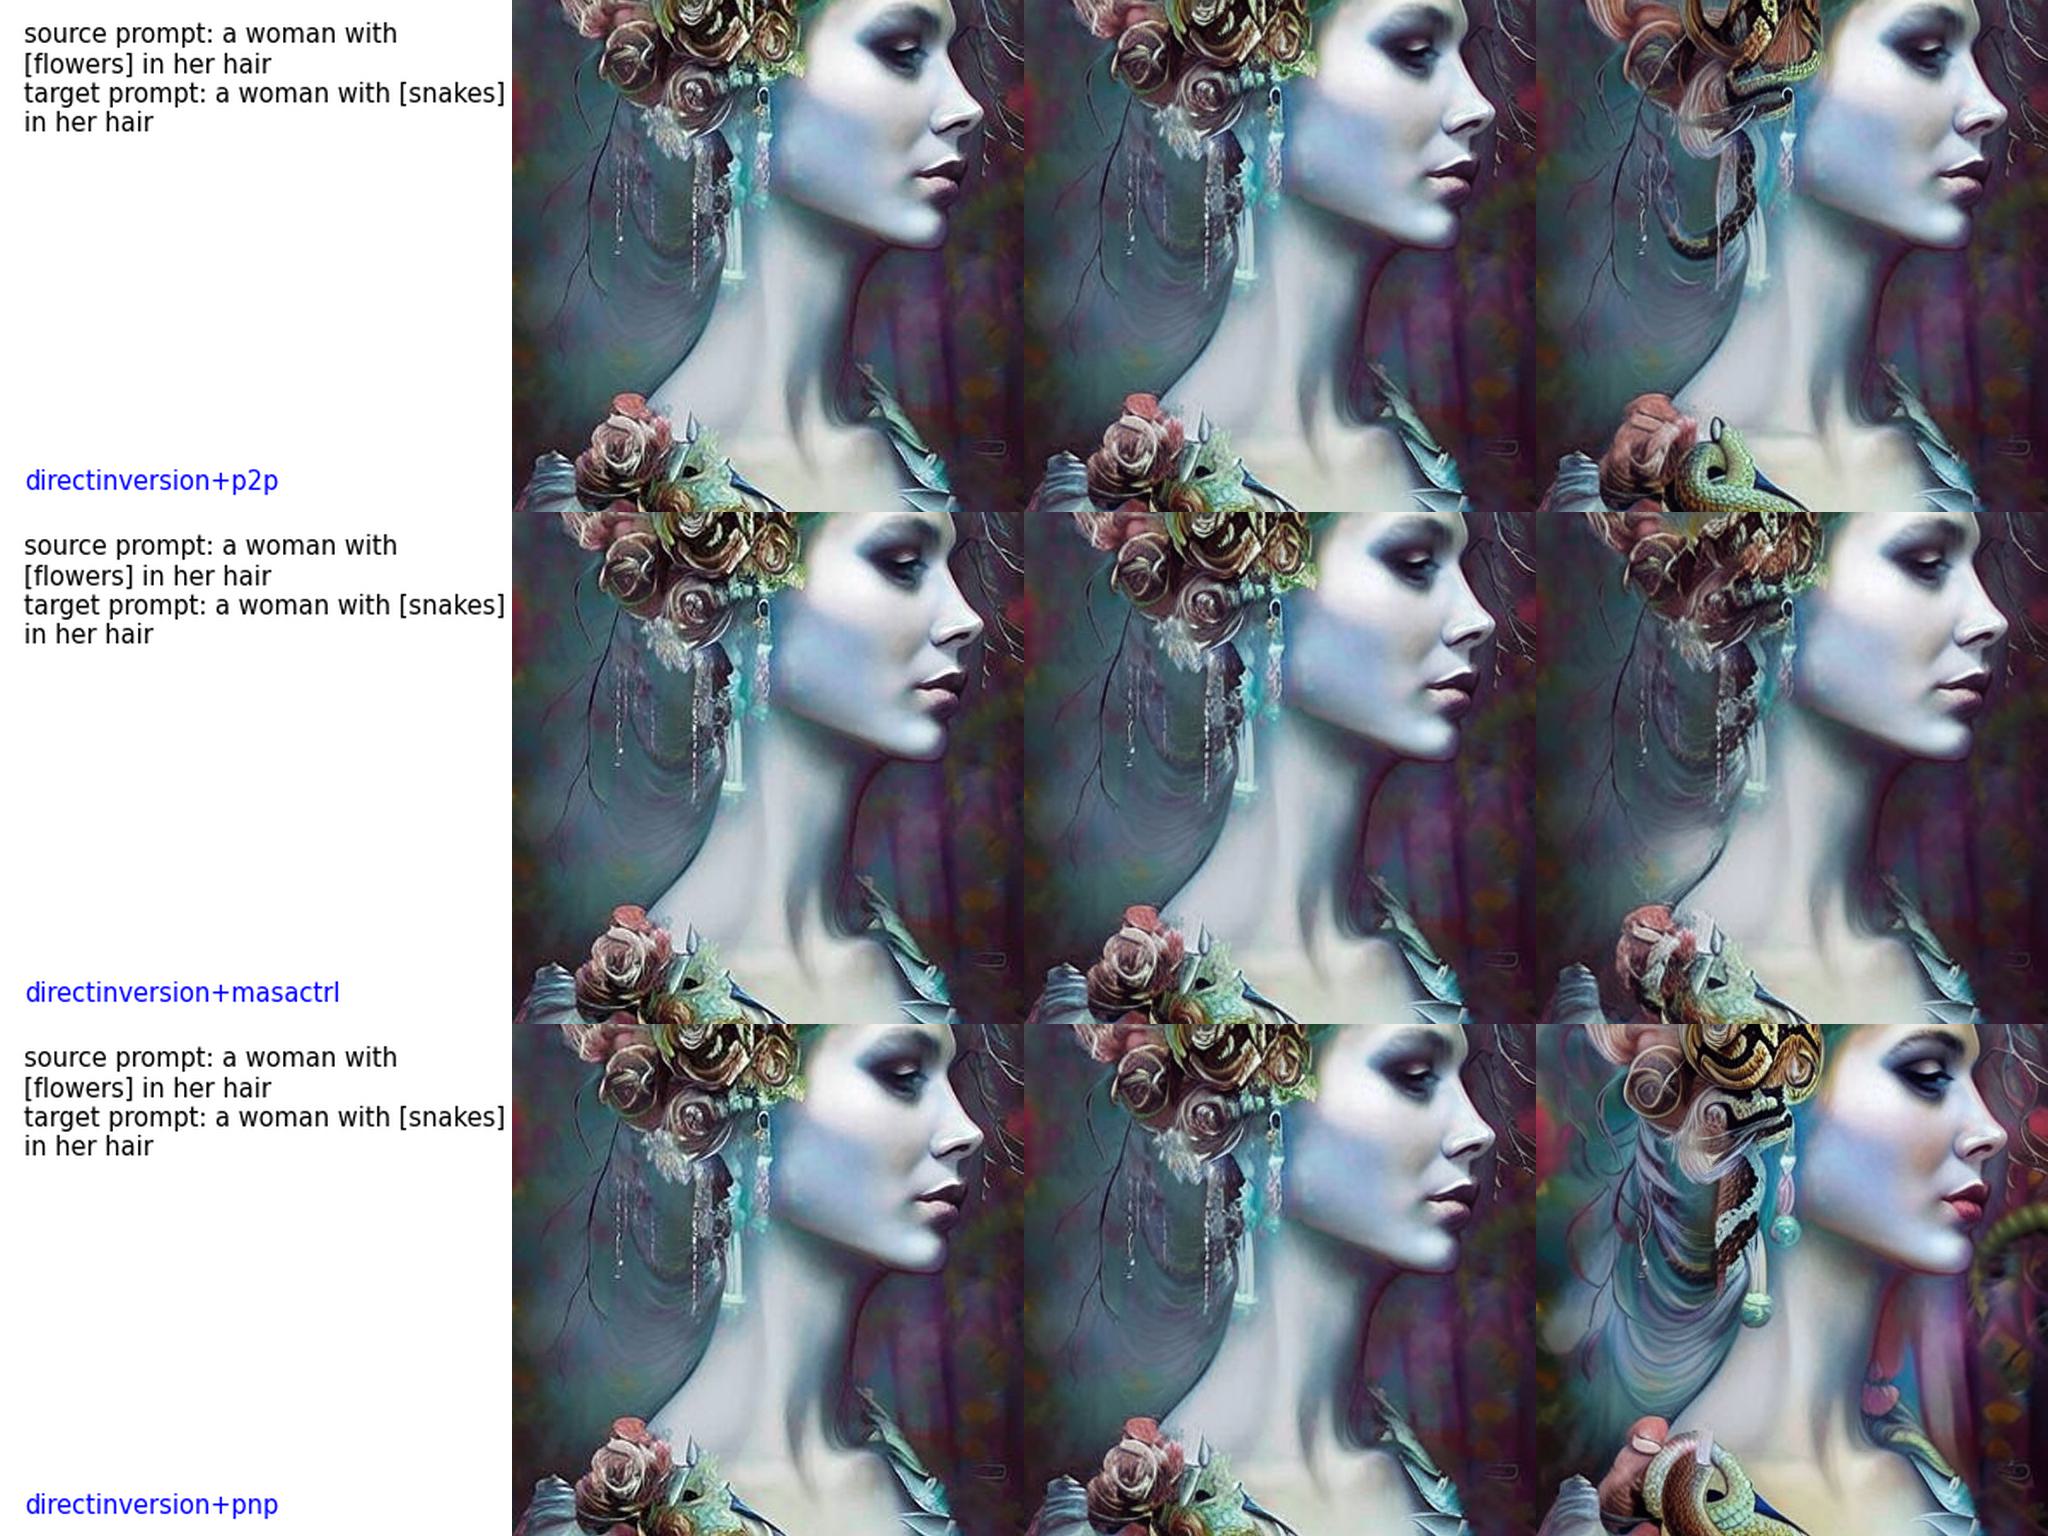 source prompt: a woman with
[flowers] in her hair
target prompt: a woman with [snakes]
in her hair
directinversion+p2p
source prompt: a woman with
[flowers] in her hair
target prompt: a woman with [snakes]
in her hair
directinversion+masactrl
source prompt: a woman with
[flowers] in her hair
target prompt: a woman with [snakes]
in her hair
directinversion+pnp